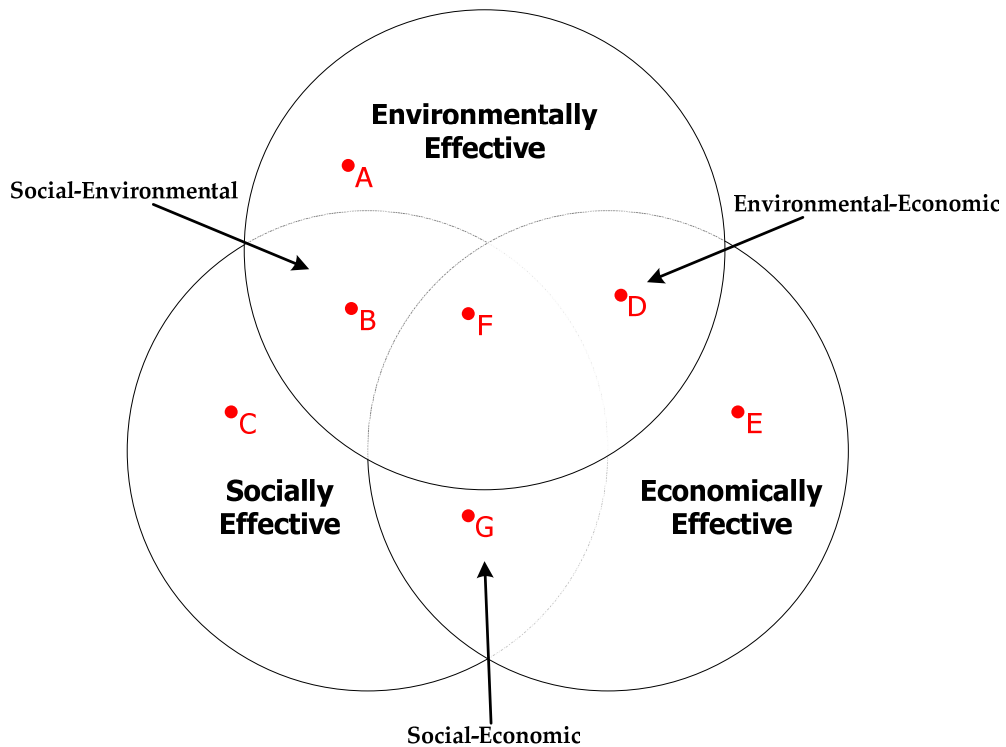 Environmentally
Effective
A
Social-Environmental
Environmental-Economic
B
F
D
C
E
Socially
Effective
Economically
Effective
G
Social-Economic